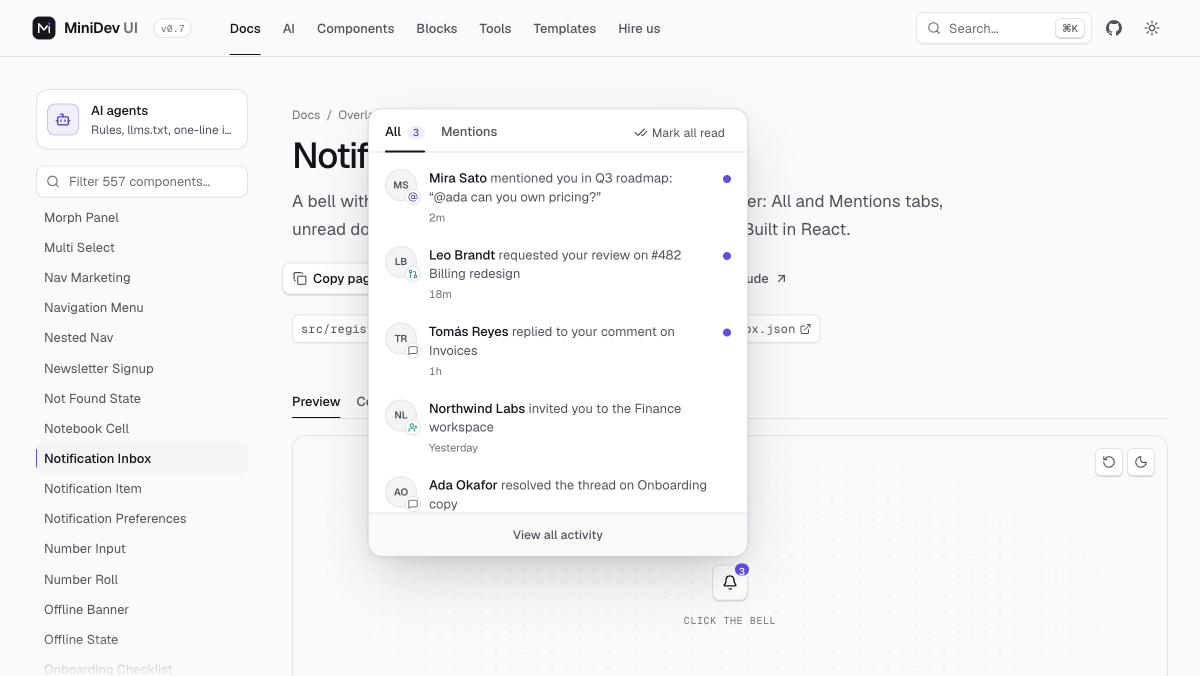 MiniDev UI v0.7 Docs AI Components Blocks Tools Templates Hire us Search… ⌘K
AI agents
Rules, llms.txt, one-line i…
Filter 557 components…
Morph Panel
Multi Select
Nav Marketing
Navigation Menu
Nested Nav
Newsletter Signup
Not Found State
Notebook Cell
Notification Inbox
Notification Item
Notification Preferences
Number Input
Number Roll
Offline Banner
Offline State
Onboarding Checklist
Docs / Overla
Notif
A bell with er: All and Mentions tabs,
unread do Built in React.
Copy pag ude
src/regis ox.json
Preview Co
All 3 Mentions Mark all read
MS Mira Sato mentioned you in Q3 roadmap:
“@ada can you own pricing?”
2m
LB Leo Brandt requested your review on #482
Billing redesign
18m
TR Tomás Reyes replied to your comment on
Invoices
1h
NL Northwind Labs invited you to the Finance
workspace
Yesterday
AO Ada Okafor resolved the thread on Onboarding
copy
View all activity
3
CLICK THE BELL